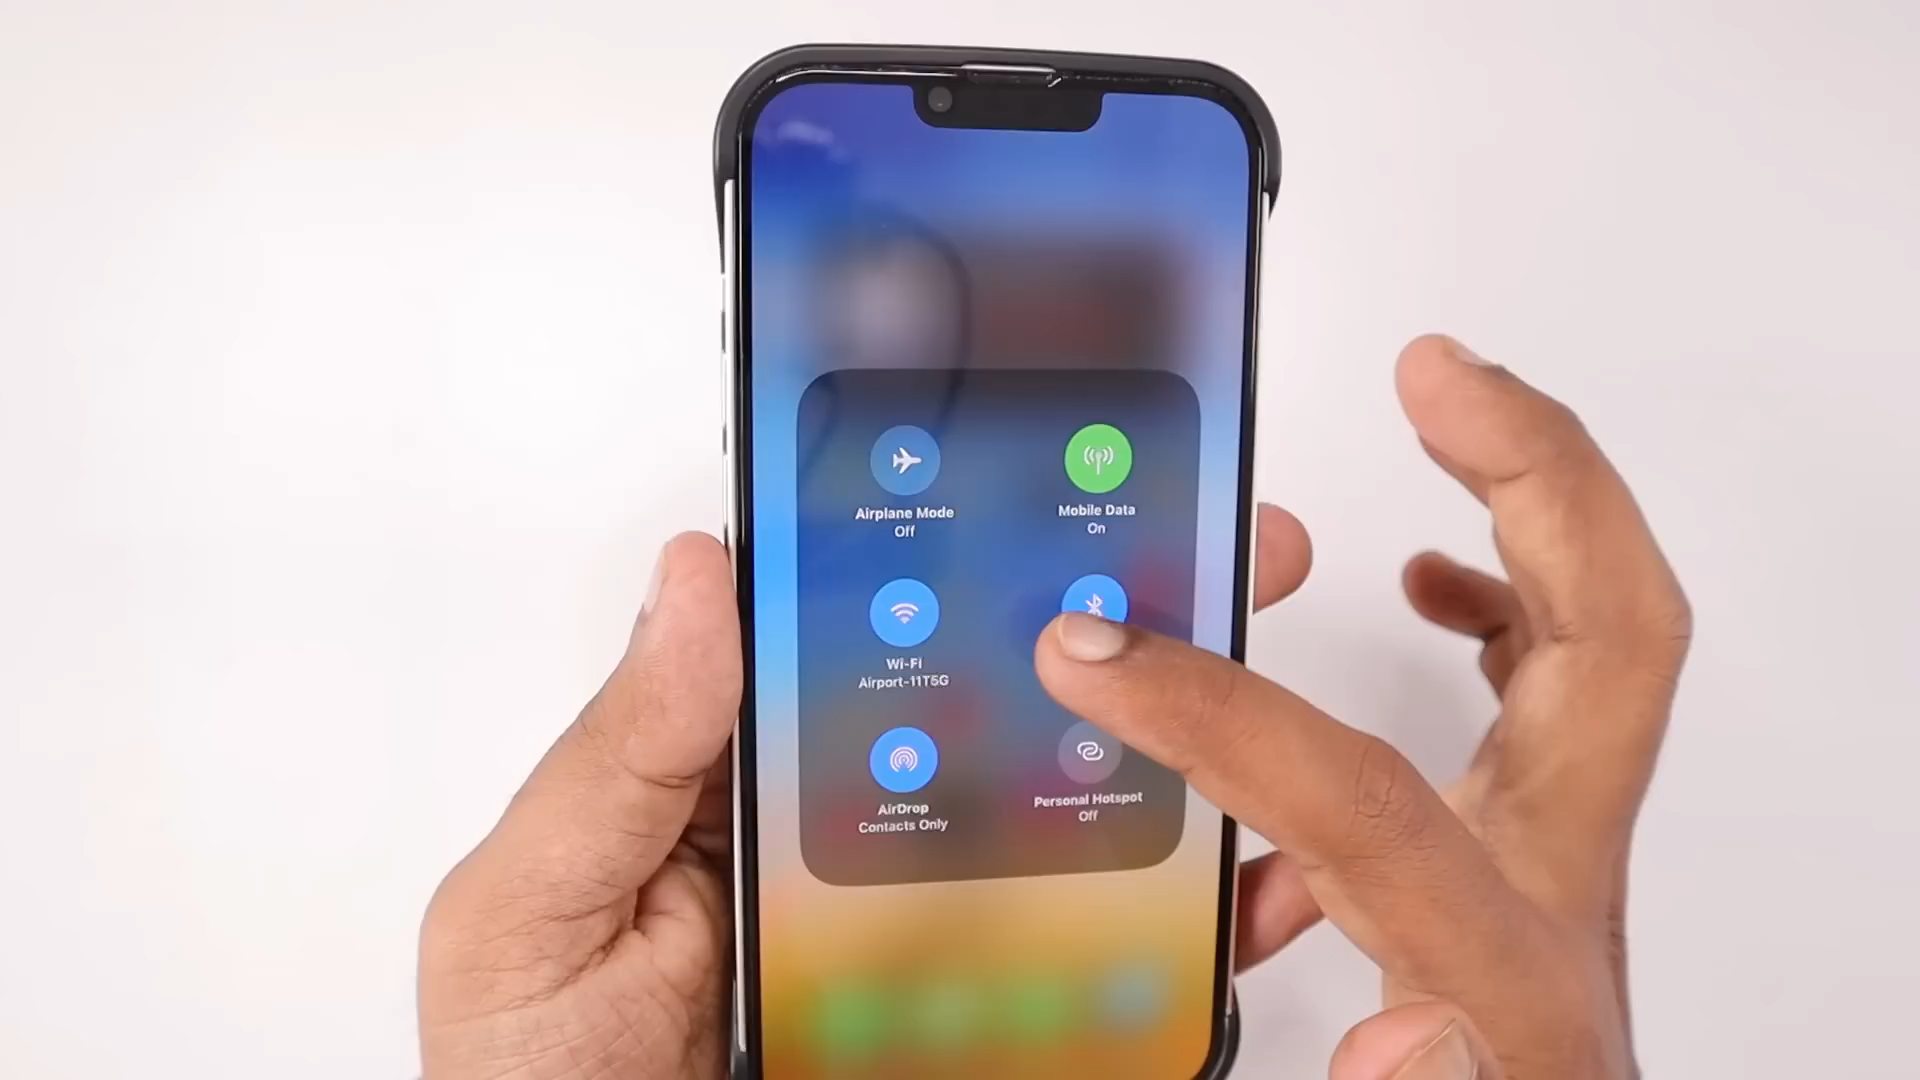 Airplane Mode
Off
Mobile Data
On
Wi-Fi
Airport-11T5G
AirDrop
Contacts Only
Personal Hotspot
Off